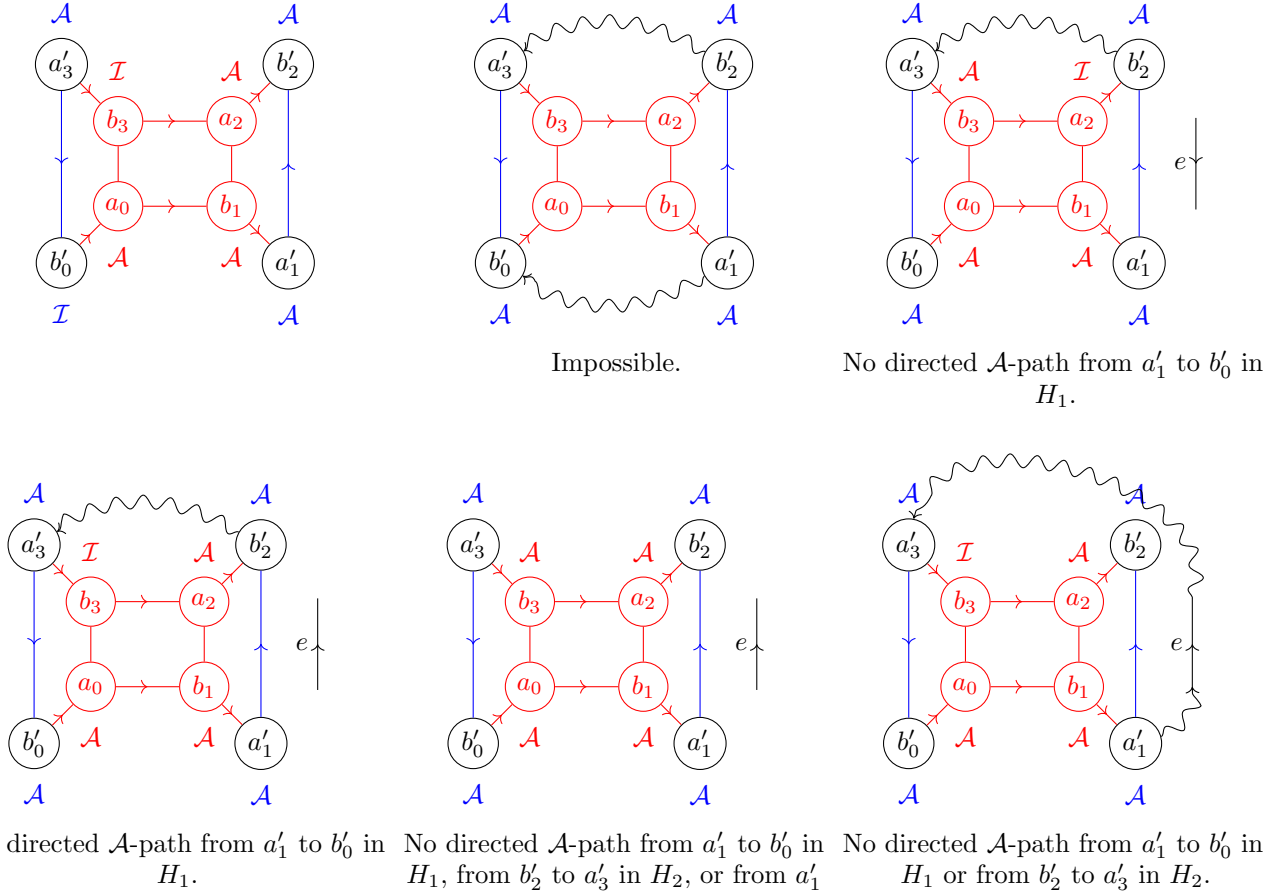 𝒜 𝒜 𝒜 𝒜 𝒜 𝒜
a′₃ ℐ 𝒜 b′₂ a′₃ b′₂ a′₃ 𝒜 ℐ b′₂
b₃ a₂ b₃ a₂ b₃ a₂
e
a₀ b₁ a₀ b₁ a₀ b₁
b′₀ 𝒜 𝒜 a′₁ b′₀ a′₁ b′₀ 𝒜 𝒜 a′₁
ℐ 𝒜 𝒜 𝒜 𝒜 𝒜
Impossible.
No directed 𝒜-path from a′₁ to b′₀ in
H₁.
𝒜 𝒜 𝒜 𝒜 𝒜 𝒜
a′₃ ℐ 𝒜 b′₂ a′₃ 𝒜 𝒜 b′₂ a′₃ ℐ 𝒜 b′₂
b₃ a₂ b₃ a₂ b₃ a₂
e e e
a₀ b₁ a₀ b₁ a₀ b₁
b′₀ 𝒜 𝒜 a′₁ b′₀ 𝒜 𝒜 a′₁ b′₀ 𝒜 𝒜 a′₁
𝒜 𝒜 𝒜 𝒜 𝒜 𝒜
directed 𝒜-path from a′₁ to b′₀ in
H₁.
No directed 𝒜-path from a′₁ to b′₀ in
H₁, from b′₂ to a′₃ in H₂, or from a′₁
No directed 𝒜-path from a′₁ to b′₀ in
H₁ or from b′₂ to a′₃ in H₂.